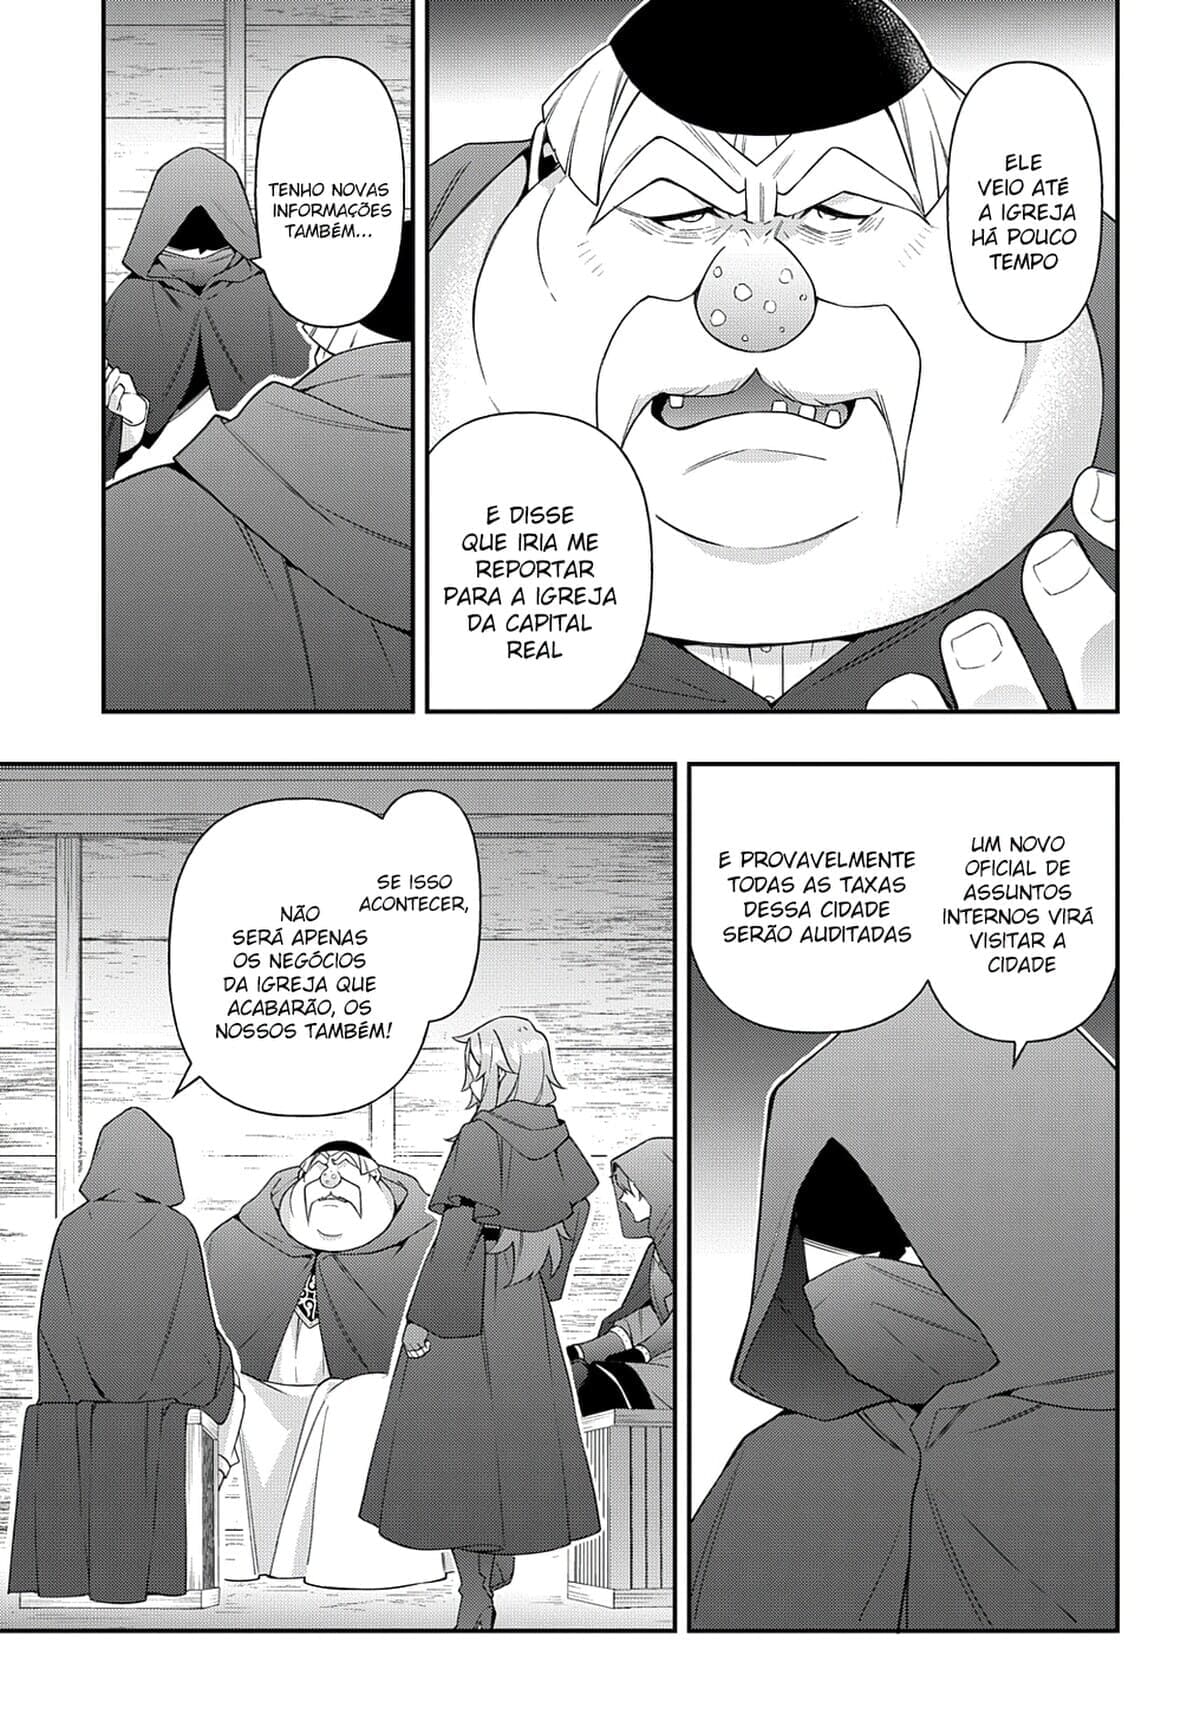 ELE
VEIO ATÉ
A IGREJA
HÁ POUCO
TEMPO
E DISSE
QUE IRIA ME
REPORTAR
PARA A IGREJA
DA CAPITAL
REAL
TENHO NOVAS
INFORMAÇÕES
TAMBÉM...
UM NOVO
OFICIAL DE
ASSUNTOS
INTERNOS VIRÁ
VISITAR A
CIDADE
E PROVAVELMENTE
TODAS AS TAXAS
DESSA CIDADE
SERÃO AUDITADAS
SE ISSO
ACONTECER,
NÃO
SERÁ APENAS
OS NEGÓCIOS
DA IGREJA QUE
ACABARÃO, OS
NOSSOS TAMBÉM!